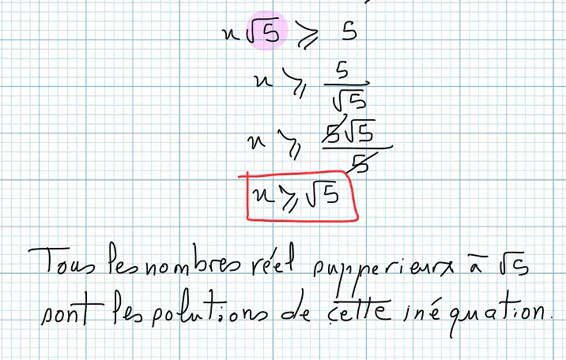 x√5 ⩾ 5
x ⩾ 5/√5
x ⩾ 5√5/5
x ⩾ √5
Tous les nombres réel supperieurx à √5
sont les solutions de cette inéquation.